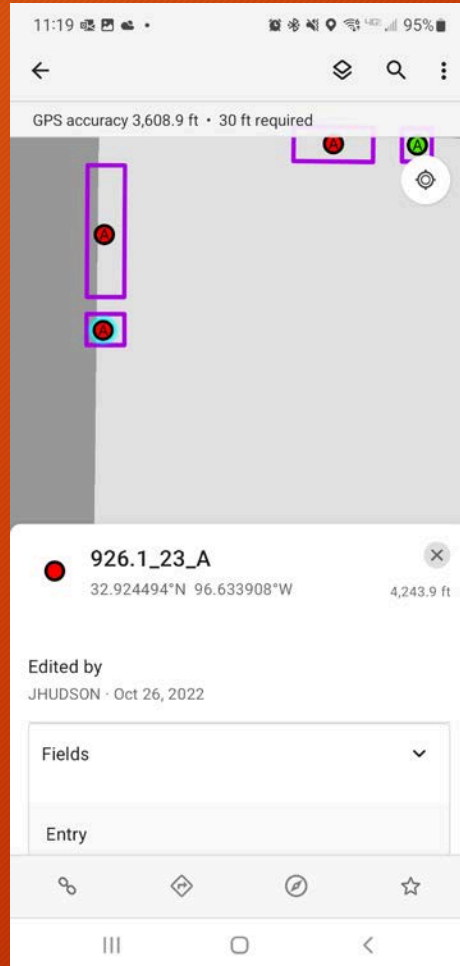 11:19 95%
GPS accuracy 3,608.9 ft • 30 ft required
A A
A
A
926.1_23_A
32.924494°N 96.633908°W 4,243.9 ft
Edited by
JHUDSON · Oct 26, 2022
Fields
Entry